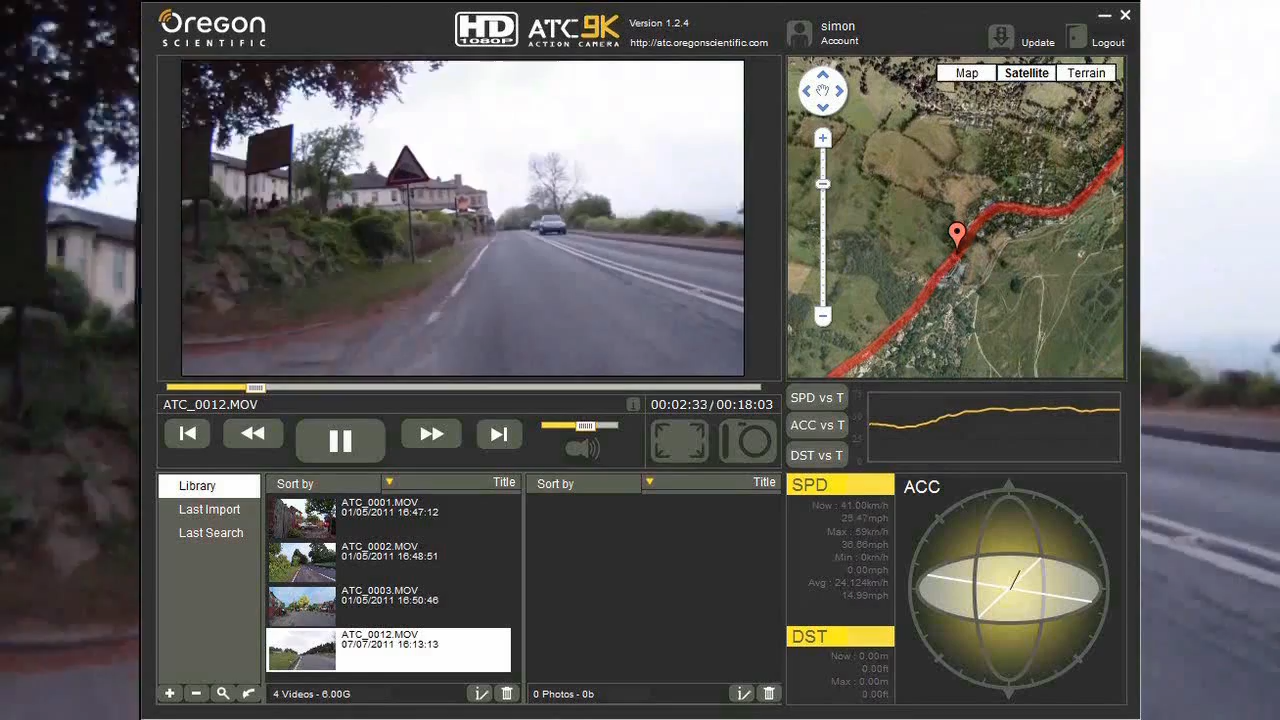 Oregon
SCIENTIFIC
HD
1080P
ATC 9K
ACTION CAMERA
Version 1.2.4
http://atc.oregonscientific.com
simon
Account
Update
Logout
Map
Satellite
Terrain
ATC_0012.MOV
00:02:33/ 00:18:03
SPD vs T
ACC vs T
DST vs T
Library
Last Import
Last Search
Sort by
Title
ATC_0001.MOV
01/05/2011 16:47:12
ATC_0002.MOV
01/05/2011 16:48:51
ATC_0003.MOV
01/05/2011 16:50:46
ATC_0012.MOV
07/07/2011 16:13:13
4 Videos - 6.00G
Sort by
Title
0 Photos - 0b
SPD
Now : 41.00km/h
25.47mph
Max : 59km/h
36.66mph
Min : 0km/h
0.00mph
Avg : 24.124km/h
14.99mph
DST
Now : 0.00m
0.00ft
Max : 0.00m
0.00ft
ACC